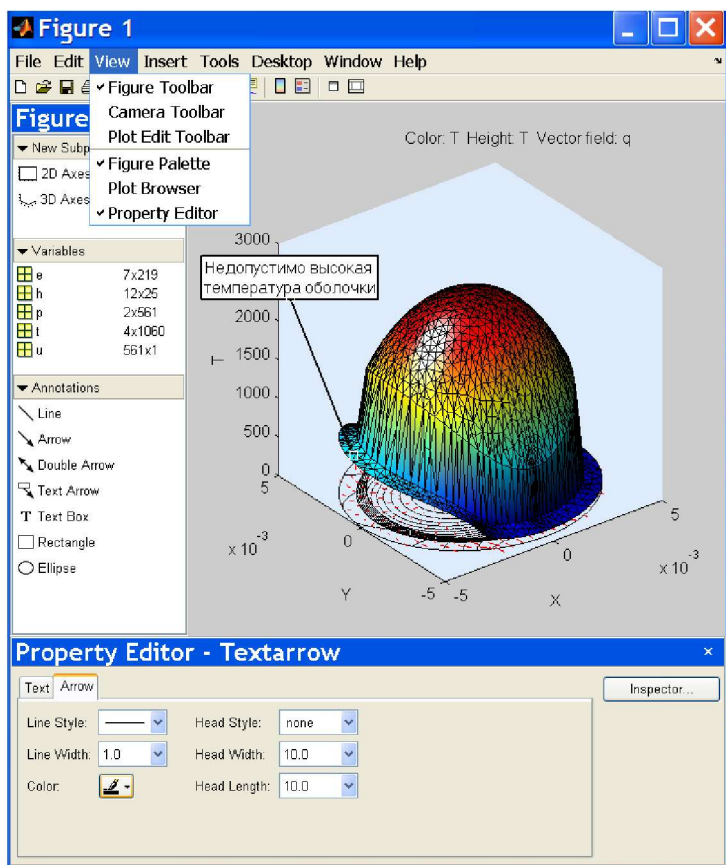 Figure 1
File Edit View Insert Tools Desktop Window Help
Figure Toolbar
Camera Toolbar
Plot Edit Toolbar
Figure Palette
Plot Browser
Property Editor
Figure
New Subp
2D Axes
3D Axes
Variables
e 7x219
h 12x25
p 2x561
t 4x1060
u 561x1
Annotations
Line
Arrow
Double Arrow
Text Arrow
T Text Box
Rectangle
Ellipse
Color: T Height: T Vector field: q
3000
Недопустимо высокая
температура оболочки
2000
T 1500
1000
500
0
5
x 10-3
0
Y
-5
-5
X
0
x 10-3
5
Property Editor - Textarrow
Text Arrow
Inspector...
Line Style: Head Style: none
Line Width: 1.0 Head Width: 10.0
Color: Head Length: 10.0